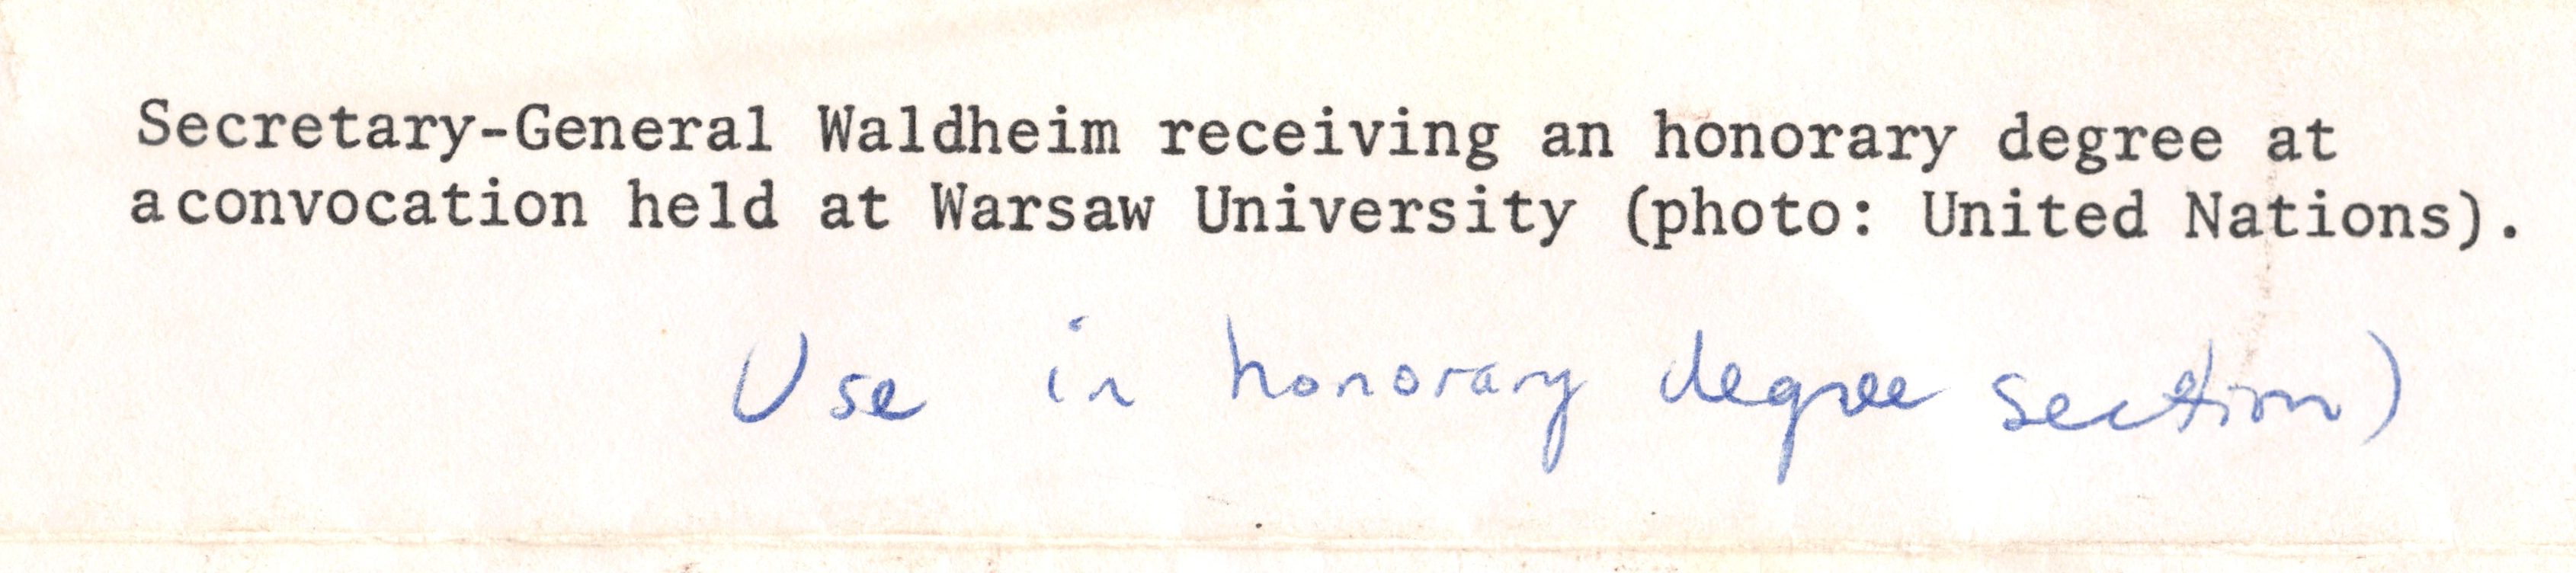 Secretary-General Waldheim receiving an honorary degree at
a convocation held at Warsaw University (photo: United Nations).
Use in honorary degree section)